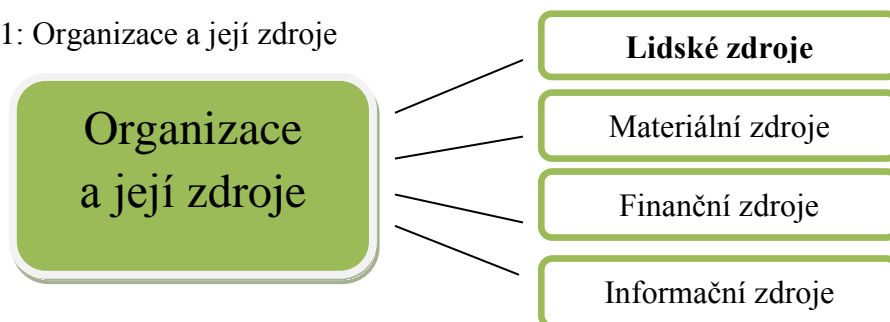 1: Organizace a její zdroje
Organizace
a její zdroje
Lidské zdroje
Materiální zdroje
Finanční zdroje
Informační zdroje